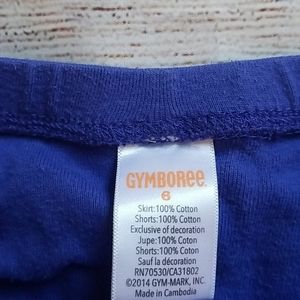 GYMBOREE.
6
Skirt:100% Cotton
Shorts:100% Cotton
Exclusive of decoration
Jupe:100% Coton
Shorts:100% Coton
Sauf la décoration
RN70530/CA31802
©2014 GYM-MARK, INC
Made in Cambodia